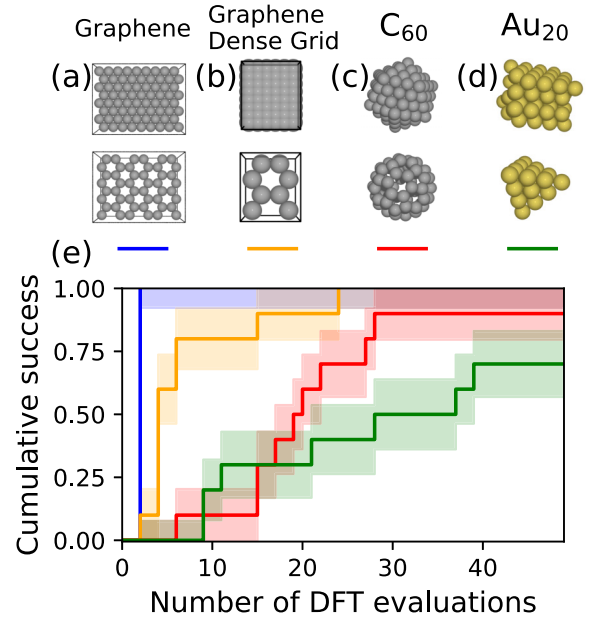 Graphene
Graphene
Dense Grid
C₆₀
Au₂₀
(a)
(b)
(c)
(d)
(e)
Cumulative success
1.00
0.75
0.50
0.25
0.00
0
10
20
30
40
Number of DFT evaluations